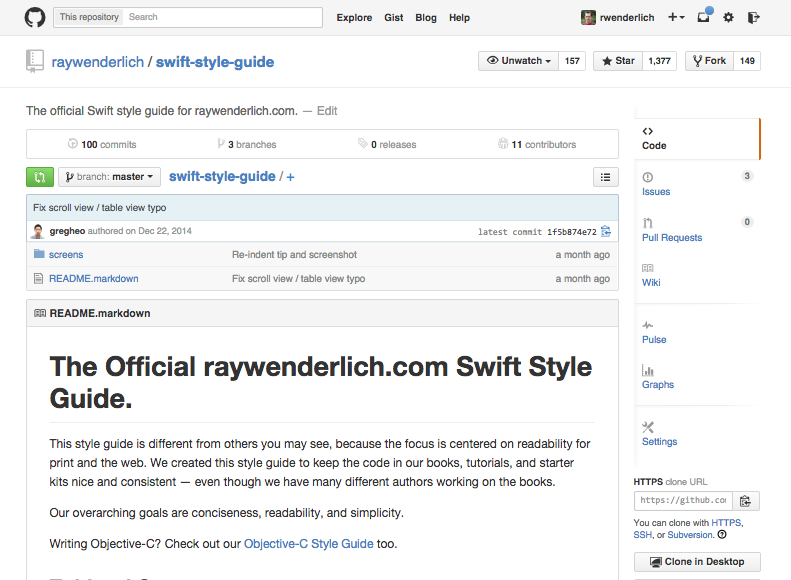 This repository Search Explore Gist Blog Help rwenderlich
raywenderlich / swift-style-guide Unwatch 157 Star 1,377 Fork 149
The official Swift style guide for raywenderlich.com. — Edit
100 commits 3 branches 0 releases 11 contributors
branch: master swift-style-guide / +
Fix scroll view / table view typo
gregheo authored on Dec 22, 2014 latest commit 1f5b874e72
screens Re-indent tip and screenshot a month ago
README.markdown Fix scroll view / table view typo a month ago
README.markdown
The Official raywenderlich.com Swift Style
Guide.
This style guide is different from others you may see, because the focus is centered on readability for
print and the web. We created this style guide to keep the code in our books, tutorials, and starter
kits nice and consistent — even though we have many different authors working on the books.
Our overarching goals are conciseness, readability, and simplicity.
Writing Objective-C? Check out our Objective-C Style Guide too.
Code
Issues 3
Pull Requests 0
Wiki
Pulse
Graphs
Settings
HTTPS clone URL
https://github.co
You can clone with HTTPS,
SSH, or Subversion.
Clone in Desktop